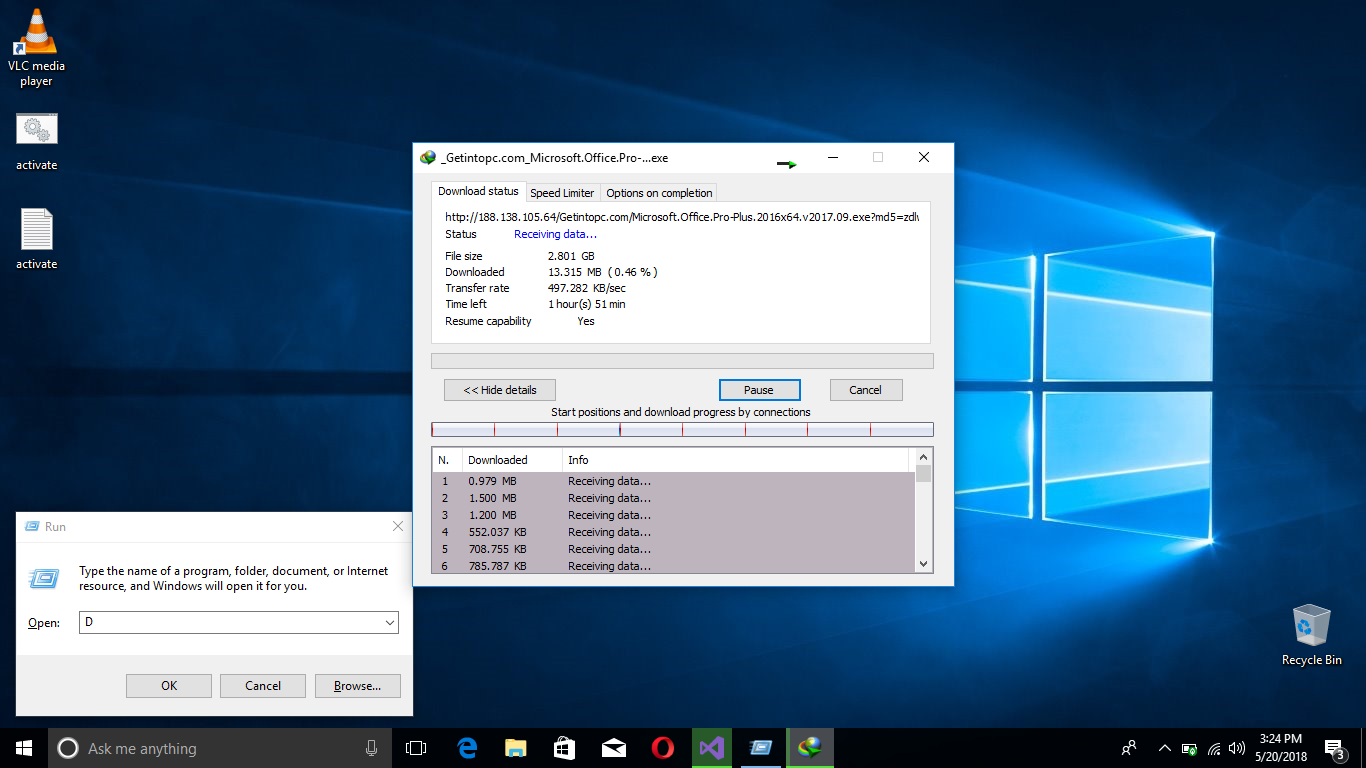 VLC media
player
activate
activate
_Getintopc.com_Microsoft.Office.Pro-...exe
Download status
Speed Limiter
Options on completion
http://188.138.105.64/Getintopc.com/Microsoft.Office.Pro-Plus.2016x64.v2017.09.exe?md5=zdlv
Status Receiving data...
File size 2.801 GB
Downloaded 13.315 MB ( 0.46 % )
Transfer rate 497.282 KB/sec
Time left 1 hour(s) 51 min
Resume capability Yes
<< Hide details
Pause
Cancel
Start positions and download progress by connections
N. Downloaded Info
1 0.979 MB Receiving data...
2 1.500 MB Receiving data...
3 1.200 MB Receiving data...
4 552.037 KB Receiving data...
5 708.755 KB Receiving data...
6 785.787 KB Receiving data...
Run
Type the name of a program, folder, document, or Internet
resource, and Windows will open it for you.
Open: D
OK
Cancel
Browse...
Recycle Bin
Ask me anything
3:24 PM
5/20/2018
3